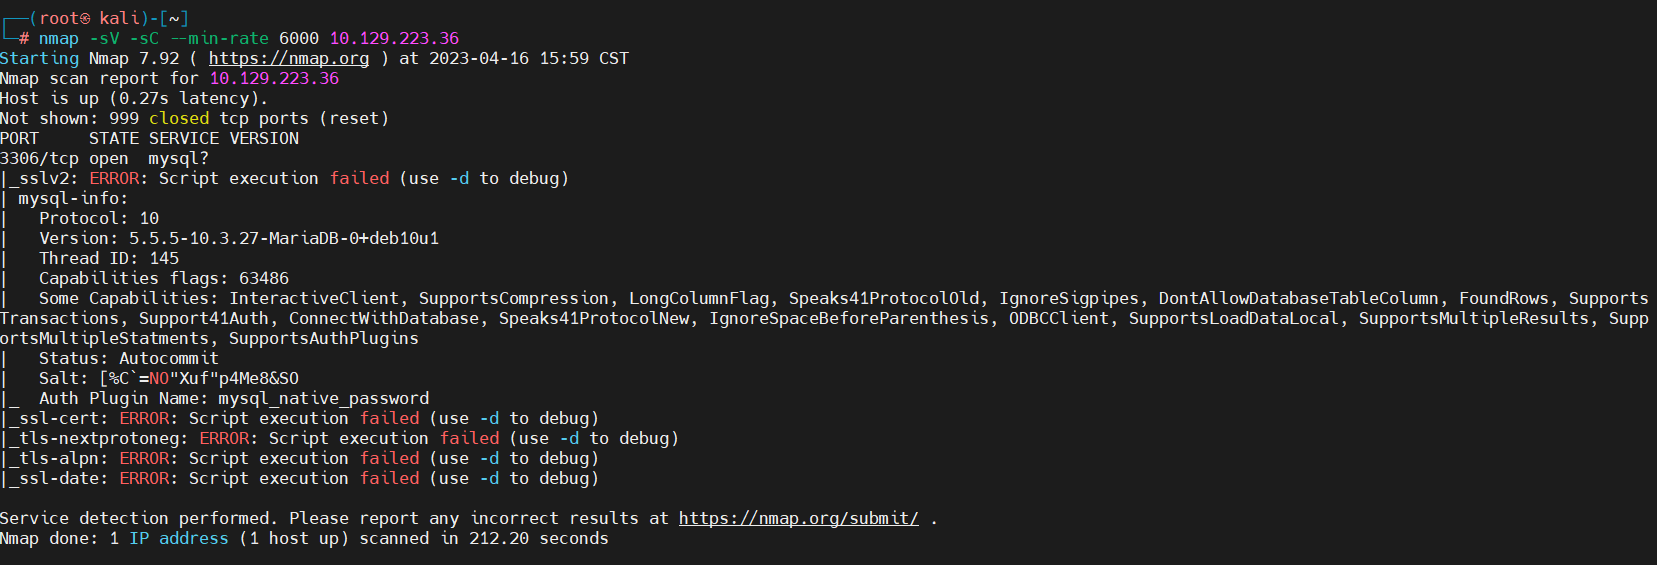 ┌──(root㉿ kali)-[~]
└─# nmap -sV -sC --min-rate 6000 10.129.223.36
Starting Nmap 7.92 ( https://nmap.org ) at 2023-04-16 15:59 CST
Nmap scan report for 10.129.223.36
Host is up (0.27s latency).
Not shown: 999 closed tcp ports (reset)
PORT     STATE SERVICE VERSION
3306/tcp open  mysql?
|_sslv2: ERROR: Script execution failed (use -d to debug)
| mysql-info:
|   Protocol: 10
|   Version: 5.5.5-10.3.27-MariaDB-0+deb10u1
|   Thread ID: 145
|   Capabilities flags: 63486
|   Some Capabilities: InteractiveClient, SupportsCompression, LongColumnFlag, Speaks41ProtocolOld, IgnoreSigpipes, DontAllowDatabaseTableColumn, FoundRows, Supports
Transactions, Support41Auth, ConnectWithDatabase, Speaks41ProtocolNew, IgnoreSpaceBeforeParenthesis, ODBCClient, SupportsLoadDataLocal, SupportsMultipleResults, Supp
ortsMultipleStatments, SupportsAuthPlugins
|   Status: Autocommit
|   Salt: [%C`=NO"Xuf"p4Me8&SO
|_  Auth Plugin Name: mysql_native_password
|_ssl-cert: ERROR: Script execution failed (use -d to debug)
|_tls-nextprotoneg: ERROR: Script execution failed (use -d to debug)
|_tls-alpn: ERROR: Script execution failed (use -d to debug)
|_ssl-date: ERROR: Script execution failed (use -d to debug)

Service detection performed. Please report any incorrect results at https://nmap.org/submit/ .
Nmap done: 1 IP address (1 host up) scanned in 212.20 seconds